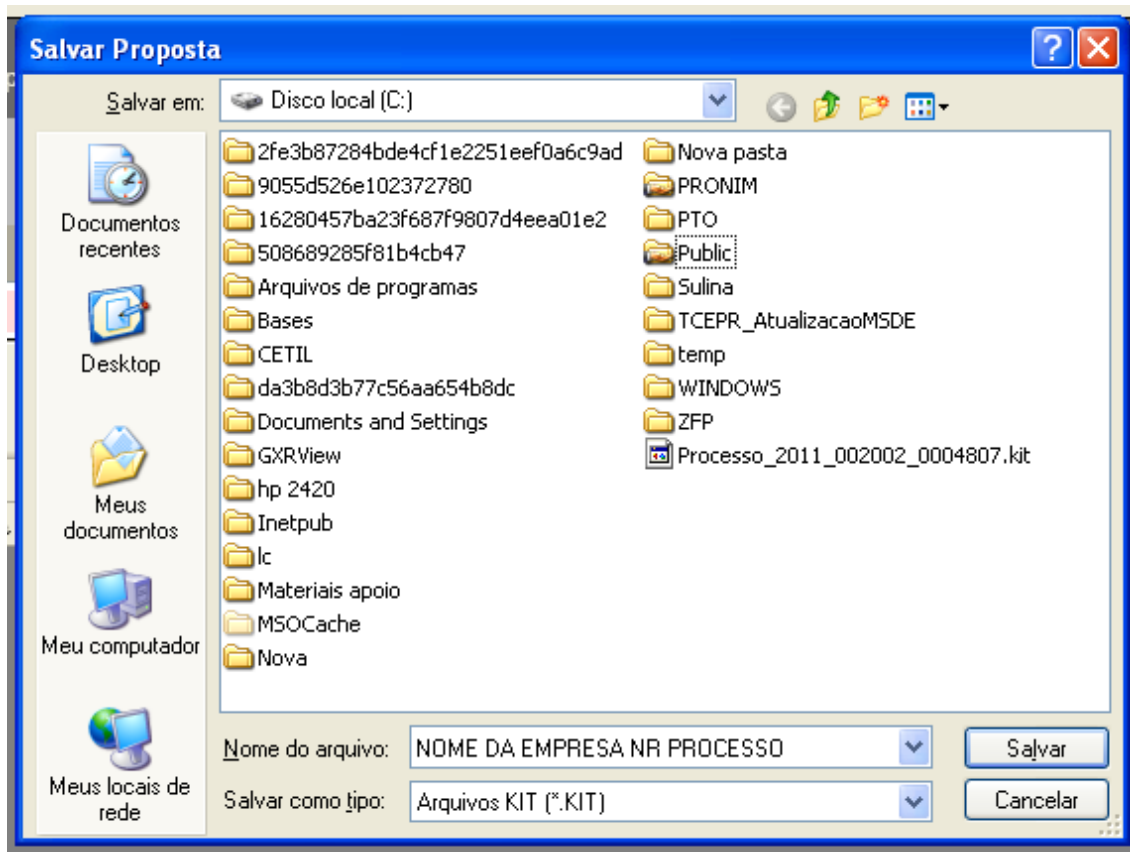 Salvar Proposta
Salvar em:
Disco local (C:)
Documentos
recentes
Desktop
Meus
documentos
Meu computador
Meus locais de
rede
2fe3b87284bde4cf1e2251eef0a6c9ad
9055d526e102372780
16280457ba23f687f9807d4eea01e2
508689285f81b4cb47
Arquivos de programas
Bases
CETIL
da3b8d3b77c56aa654b8dc
Documents and Settings
GXRView
hp 2420
Inetpub
lc
Materiais apoio
MSOCache
Nova
Nova pasta
PRONIM
PTO
Public
Sulina
TCEPR_AtualizacaoMSDE
temp
WINDOWS
ZFP
Processo_2011_002002_0004807.kit
Nome do arquivo:
NOME DA EMPRESA NR PROCESSO
Salvar
Salvar como tipo:
Arquivos KIT (*.KIT)
Cancelar